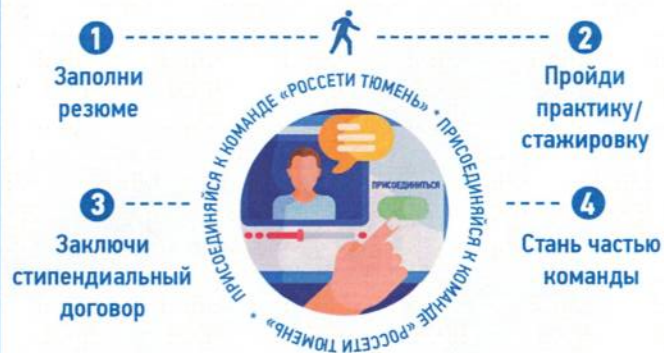 1
2
Заполни
резюме
Пройди
практику/
стажировку
ПРИСОЕДИНЯЙСЯ К КОМАНДЕ «РОССЕТИ ТЮМЕНЬ» * ПРИСОЕДИНЯЙСЯ К КОМАНДЕ «РОССЕТИ ТЮМЕНЬ» *
ПРИСОЕДИНИТЬСЯ
3
4
Заключи
стипендиальный
договор
Стань частью
команды